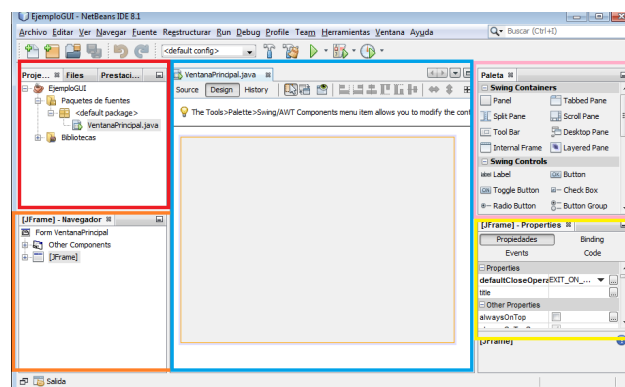 EjemploGUI - NetBeans IDE 8.1
Archivo Editar Ver Navegar Fuente Reestructurar Run Debug Profile Team Herramientas Ventana Ayuda
Buscar (Ctrl+I)
<default config>
Proje... Files Prestaci...
EjemploGUI
Paquetes de fuentes
<default package>
VentanaPrincipal.java
Bibliotecas
[JFrame] - Navegador
Form VentanaPrincipal
Other Components
[JFrame]
VentanaPrincipal.java
Source Design History
The Tools>Palette>Swing/AWT Components menu item allows you to modify the cont
Paleta
Swing Containers
Panel Tabbed Pane
Split Pane Scroll Pane
Tool Bar Desktop Pane
Internal Frame Layered Pane
Swing Controls
label Label OK Button
ON Toggle Button Check Box
Radio Button Button Group
[JFrame] - Properties
Propiedades Binding
Events Code
Properties
defaultCloseOpera EXIT_ON_...
title
Other Properties
alwaysOnTop
[JFrame]
Salida